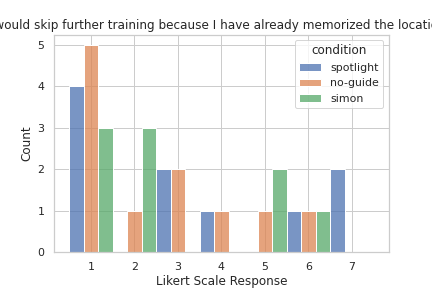 would skip further training because I have already memorized the locati
condition
spotlight
no-guide
simon
5
4
3
2
1
0
Count
1 2 3 4 5 6 7
Likert Scale Response